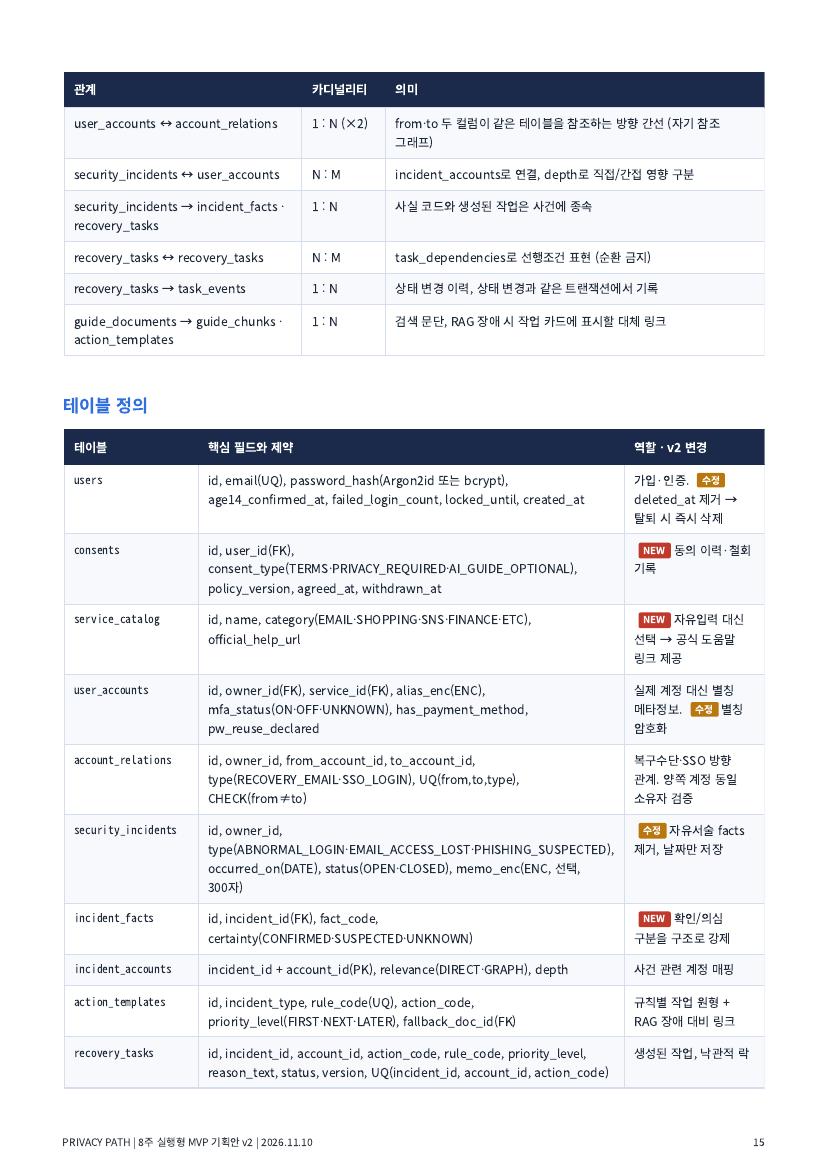 관계 카디널리티 의미
user_accounts ↔ account_relations 1 : N (×2) from·to 두 컬럼이 같은 테이블을 참조하는 방향 간선 (자기 참조
그래프)
security_incidents ↔ user_accounts N : M incident_accounts로 연결, depth로 직접/간접 영향 구분
security_incidents → incident_facts · 1 : N 사실 코드와 생성된 작업은 사건에 종속
recovery_tasks
recovery_tasks ↔ recovery_tasks N : M task_dependencies로 선행조건 표현 (순환 금지)
recovery_tasks → task_events 1 : N 상태 변경 이력, 상태 변경과 같은 트랜잭션에서 기록
guide_documents → guide_chunks · 1 : N 검색 문단, RAG 장애 시 작업 카드에 표시할 대체 링크
action_templates
테이블 정의
테이블 핵심 필드와 제약 역할 · v2 변경
users id, email(UQ), password_hash(Argon2id 또는 bcrypt), 가입·인증. 수정
age14_confirmed_at, failed_login_count, locked_until, created_at deleted_at 제거 →
탈퇴 시 즉시 삭제
consents id, user_id(FK), NEW 동의 이력·철회
consent_type(TERMS·PRIVACY_REQUIRED·AI_GUIDE_OPTIONAL), 기록
policy_version, agreed_at, withdrawn_at
service_catalog id, name, category(EMAIL·SHOPPING·SNS·FINANCE·ETC), NEW 자유입력 대신
official_help_url 선택 → 공식 도움말
링크 제공
user_accounts id, owner_id(FK), service_id(FK), alias_enc(ENC), 실제 계정 대신 별칭
mfa_status(ON·OFF·UNKNOWN), has_payment_method, 메타정보. 수정 별칭
pw_reuse_declared 암호화
account_relations id, owner_id, from_account_id, to_account_id, 복구수단·SSO 방향
type(RECOVERY_EMAIL·SSO_LOGIN), UQ(from,to,type), 관계. 양쪽 계정 동일
CHECK(from≠to) 소유자 검증
security_incidents id, owner_id, 수정 자유서술 facts
type(ABNORMAL_LOGIN·EMAIL_ACCESS_LOST·PHISHING_SUSPECTED), 제거, 날짜만 저장
occurred_on(DATE), status(OPEN·CLOSED), memo_enc(ENC, 선택,
300자)
incident_facts id, incident_id(FK), fact_code, NEW 확인/의심
certainty(CONFIRMED·SUSPECTED·UNKNOWN) 구분을 구조로 강제
incident_accounts incident_id + account_id(PK), relevance(DIRECT·GRAPH), depth 사건 관련 계정 매핑
action_templates id, incident_type, rule_code(UQ), action_code, 규칙별 작업 원형 +
priority_level(FIRST·NEXT·LATER), fallback_doc_id(FK) RAG 장애 대비 링크
recovery_tasks id, incident_id, account_id, action_code, rule_code, priority_level, 생성된 작업, 낙관적 락
reason_text, status, version, UQ(incident_id, account_id, action_code)
PRIVACY PATH | 8주 실행형 MVP 기획안 v2 | 2026.11.10 15